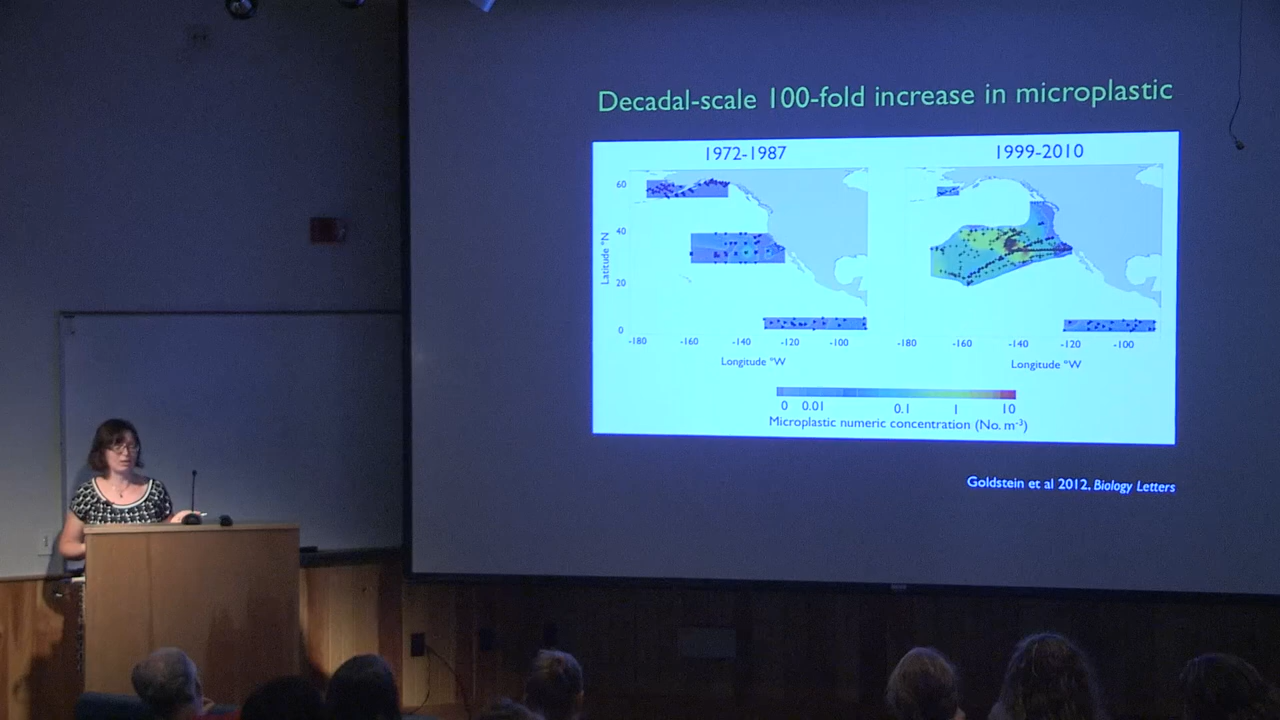 Decadal-scale 100-fold increase in microplastic
1972-1987
1999-2010
60
40
20
0
Latitude °N
-180 -160 -140 -120 -100
-180 -160 -140 -120 -100
Longitude °W
Longitude °W
0 0.01 0.1 1 10
Microplastic numeric concentration (No. m⁻³)
Goldstein et al 2012, Biology Letters